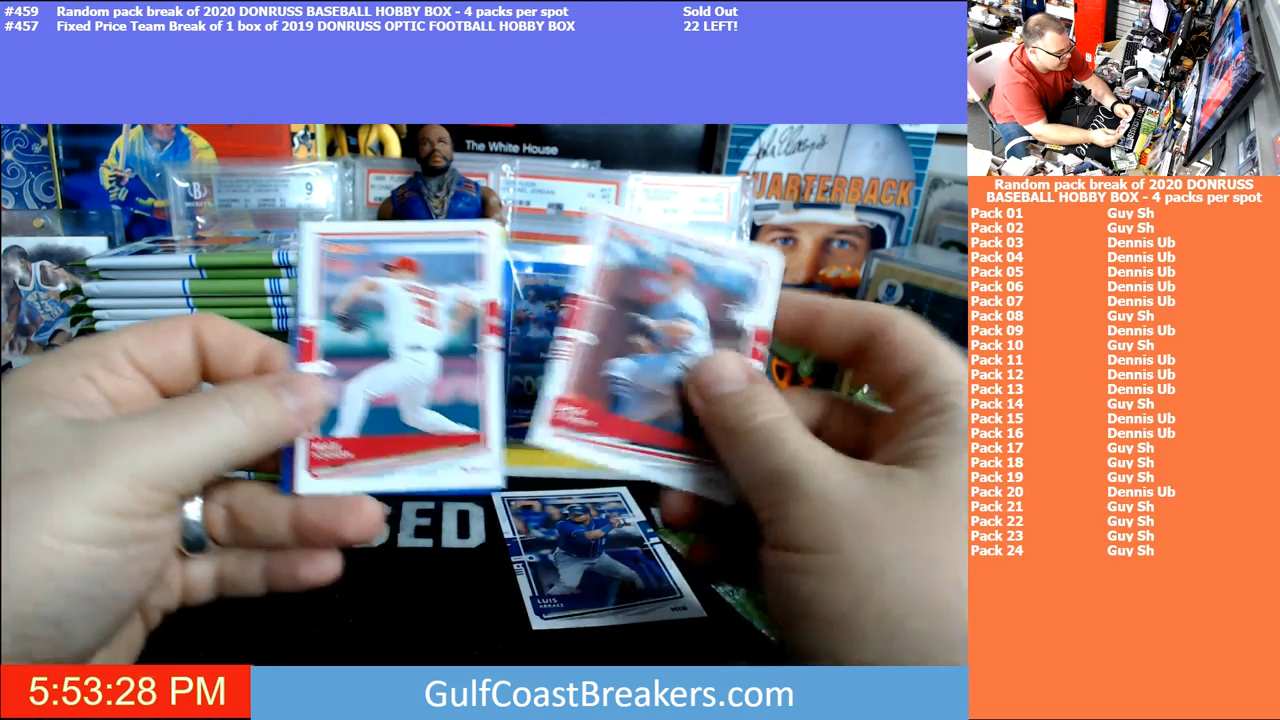 #459 Random pack break of 2020 DONRUSS BASEBALL HOBBY BOX - 4 packs per spot Sold Out
#457 Fixed Price Team Break of 1 box of 2019 DONRUSS OPTIC FOOTBALL HOBBY BOX 22 LEFT!
The White House
9
QUARTERBACK
SED
LUIS
ARRAEZ
MIN
Random pack break of 2020 DONRUSS
BASEBALL HOBBY BOX - 4 packs per spot
Pack 01 Guy Sh
Pack 02 Guy Sh
Pack 03 Dennis Ub
Pack 04 Dennis Ub
Pack 05 Dennis Ub
Pack 06 Dennis Ub
Pack 07 Dennis Ub
Pack 08 Guy Sh
Pack 09 Dennis Ub
Pack 10 Guy Sh
Pack 11 Dennis Ub
Pack 12 Dennis Ub
Pack 13 Dennis Ub
Pack 14 Guy Sh
Pack 15 Dennis Ub
Pack 16 Dennis Ub
Pack 17 Guy Sh
Pack 18 Guy Sh
Pack 19 Guy Sh
Pack 20 Dennis Ub
Pack 21 Guy Sh
Pack 22 Guy Sh
Pack 23 Guy Sh
Pack 24 Guy Sh
5:53:28 PM
GulfCoastBreakers.com